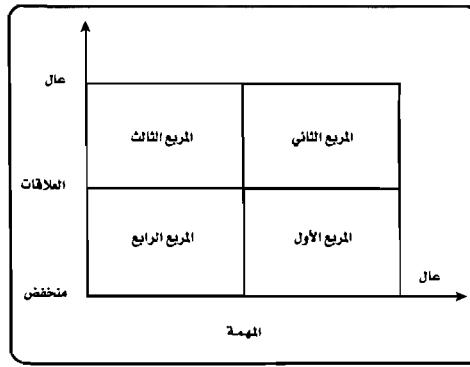 عال
المربع الثالث
المربع الثاني
العلاقات
المربع الرابع
المربع الأول
منخفض
عال
المهمة